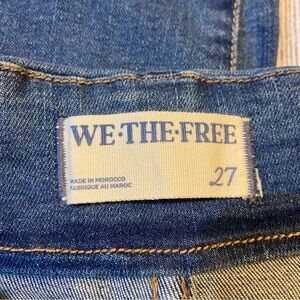 WE·THE·FREE
MADE IN MOROCCO
FABRIQUE AU MAROC
27